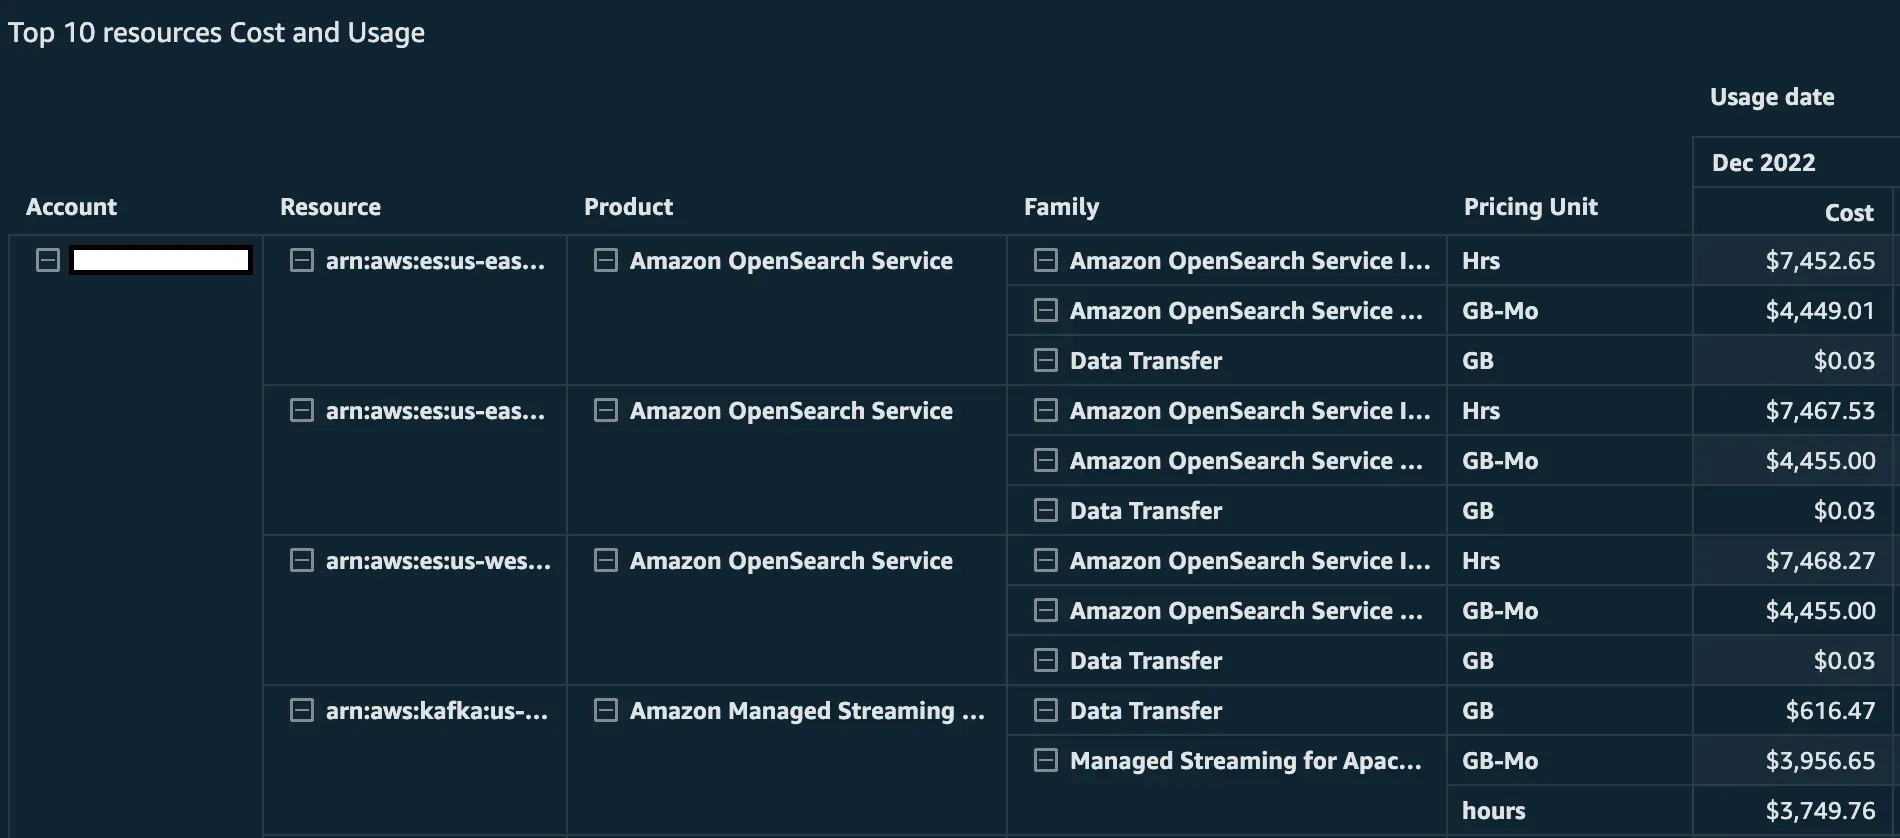 Top 10 resources Cost and Usage
Usage date
Dec 2022
Account Resource Product Family Pricing Unit Cost
arn:aws:es:us-eas... Amazon OpenSearch Service Amazon OpenSearch Service I... Hrs $7,452.65
Amazon OpenSearch Service ... GB-Mo $4,449.01
Data Transfer GB $0.03
arn:aws:es:us-eas... Amazon OpenSearch Service Amazon OpenSearch Service I... Hrs $7,467.53
Amazon OpenSearch Service ... GB-Mo $4,455.00
Data Transfer GB $0.03
arn:aws:es:us-wes... Amazon OpenSearch Service Amazon OpenSearch Service I... Hrs $7,468.27
Amazon OpenSearch Service ... GB-Mo $4,455.00
Data Transfer GB $0.03
arn:aws:kafka:us-... Amazon Managed Streaming ... Data Transfer GB $616.47
Managed Streaming for Apac... GB-Mo $3,956.65
hours $3,749.76